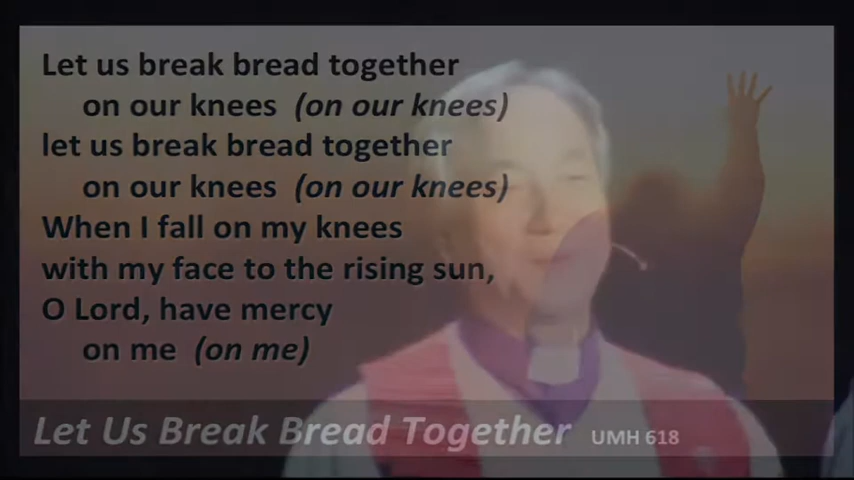 Let us break bread together
on our knees (on our knees)
let us break bread together
on our knees (on our knees)
When I fall on my knees
with my face to the rising sun,
O Lord, have mercy
on me (on me)
Let Us Break Bread Together UMH 618